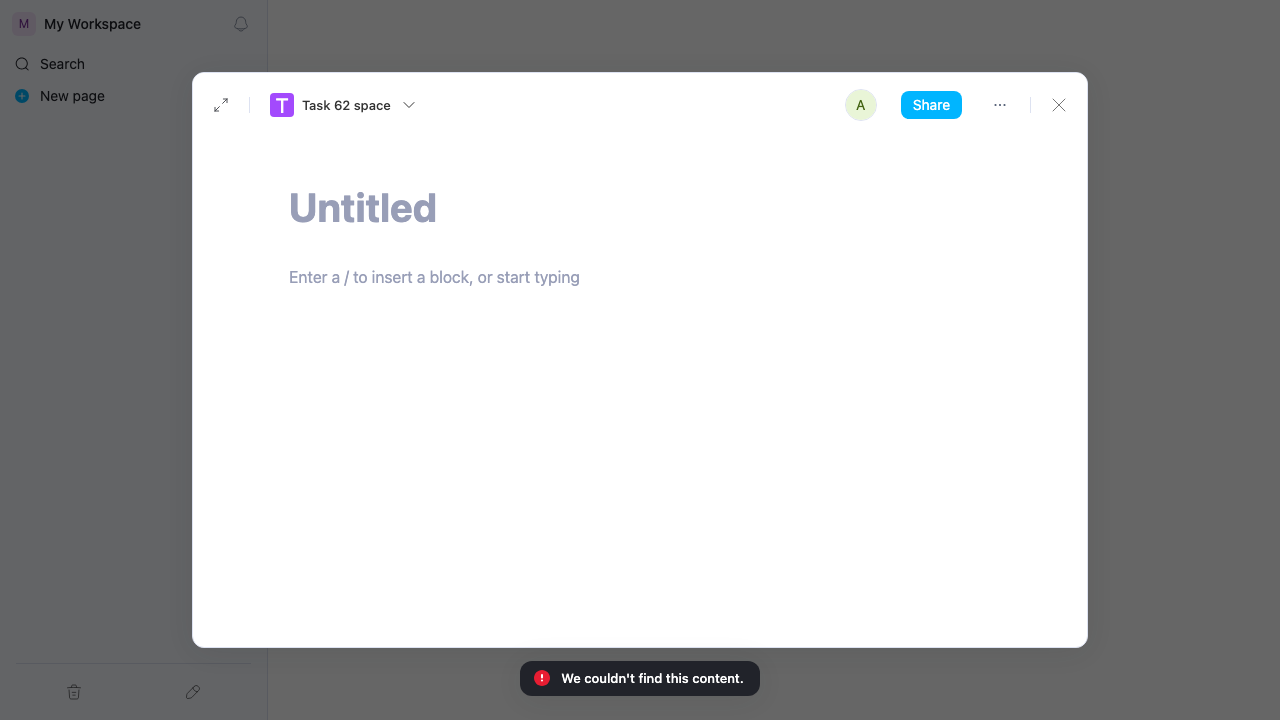 M My Workspace
Search
New page
T Task 62 space
A
Share
Untitled
Enter a / to insert a block, or start typing
We couldn't find this content.